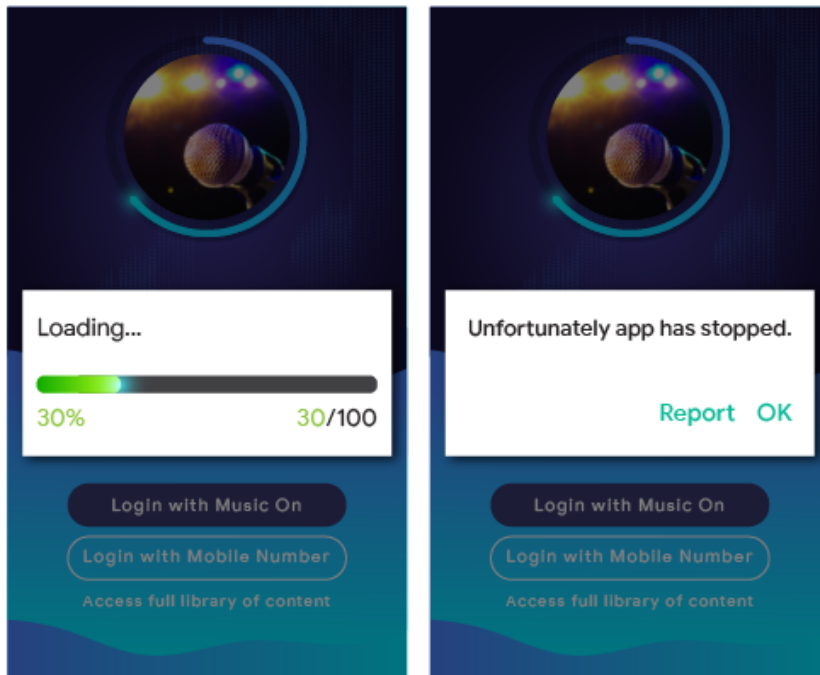 Loading...
30% 30/100
Login with Music On
Login with Mobile Number
Access full library of content
Unfortunately app has stopped.
Report OK
Login with Music On
Login with Mobile Number
Access full library of content